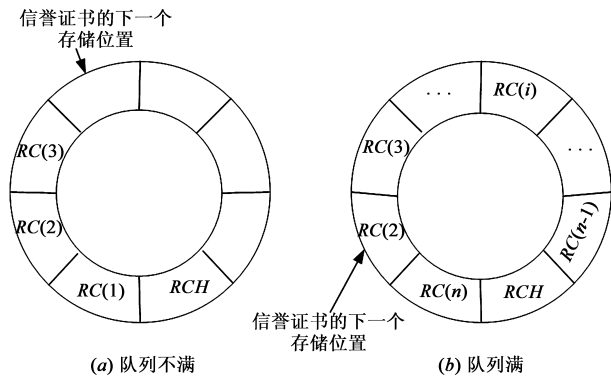 信誉证书的下一个
存储位置
RC(3)
RC(2)
RC(1)
RCH
(a) 队列不满
...
RC(i)
RC(3)
...
RC(2)
RC(n-1)
RC(n)
RCH
信誉证书的下一个
存储位置
(b) 队列满